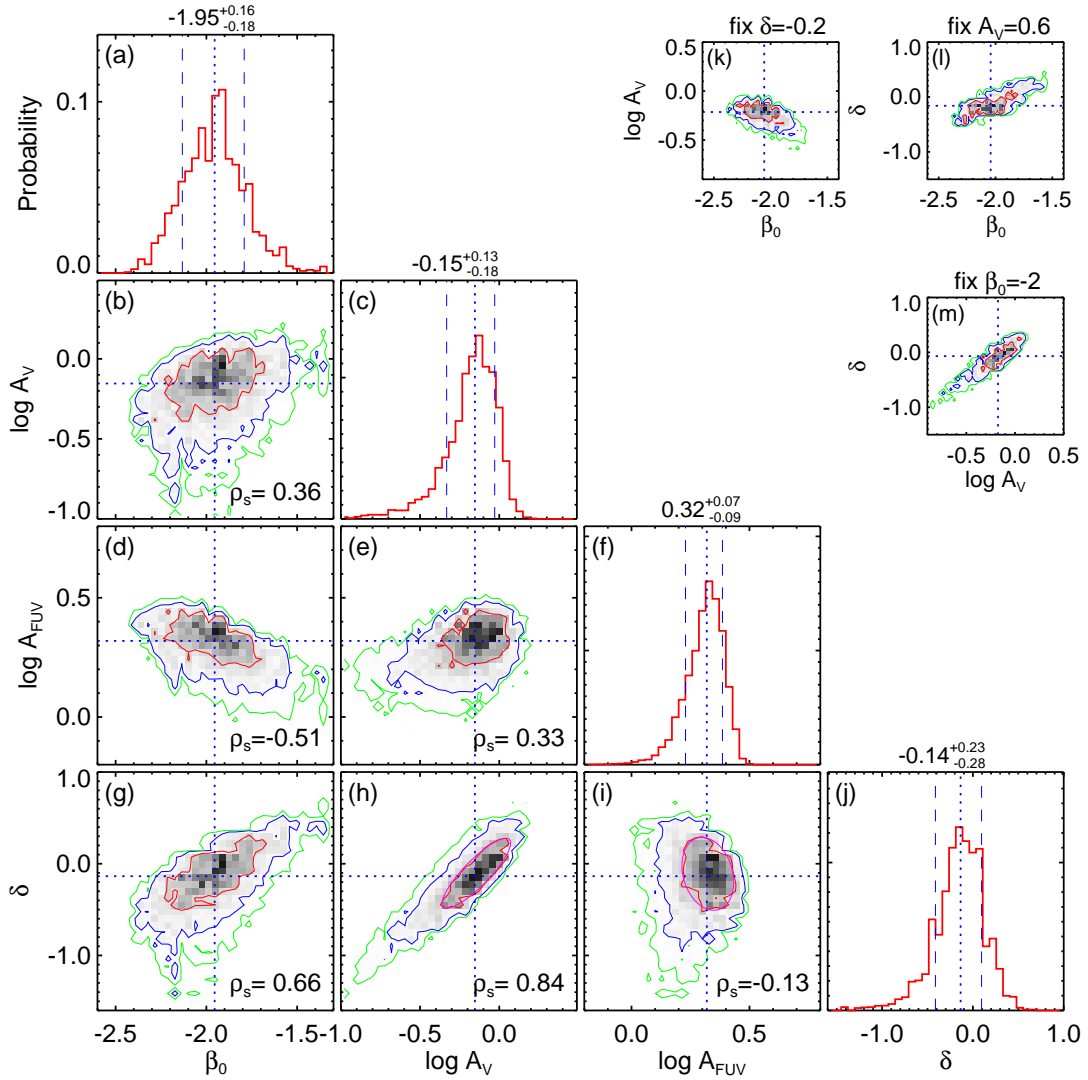 -1.95+0.16-0.18
(a)
Probability
0.1
0.0
fix δ=-0.2
(k)
log AV
0.5
0.0
-0.5
-2.5 -2.0 -1.5
β0
fix AV=0.6
(l)
δ
1.0
0.0
-1.0
-2.5 -2.0 -1.5
β0
fix β0=-2
(m)
δ
1.0
0.0
-1.0
-0.5 0.0 0.5
log AV
(b)
log AV
0.0
-0.5
-1.0
ρs= 0.36
-0.15+0.13-0.18
(c)
(d)
log AFUV
0.5
0.0
ρs=-0.51
(e)
ρs= 0.33
0.32+0.07-0.09
(f)
(g)
δ
1.0
0.0
-1.0
ρs= 0.66
-2.5 -2.0 -1.5
β0
(h)
ρs= 0.84
-1.0 -0.5 0.0
log AV
(i)
ρs=-0.13
0.0 0.5
log AFUV
-0.14+0.23-0.28
(j)
-1.0 0.0 1.0
δ